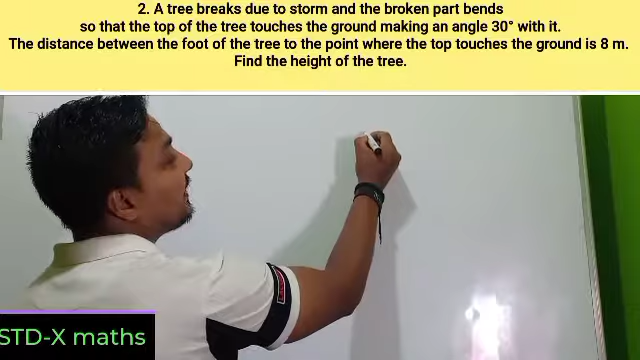 2. A tree breaks due to storm and the broken part bends
so that the top of the tree touches the ground making an angle 30° with it.
The distance between the foot of the tree to the point where the top touches the ground is 8 m.
Find the height of the tree.
STD-X maths